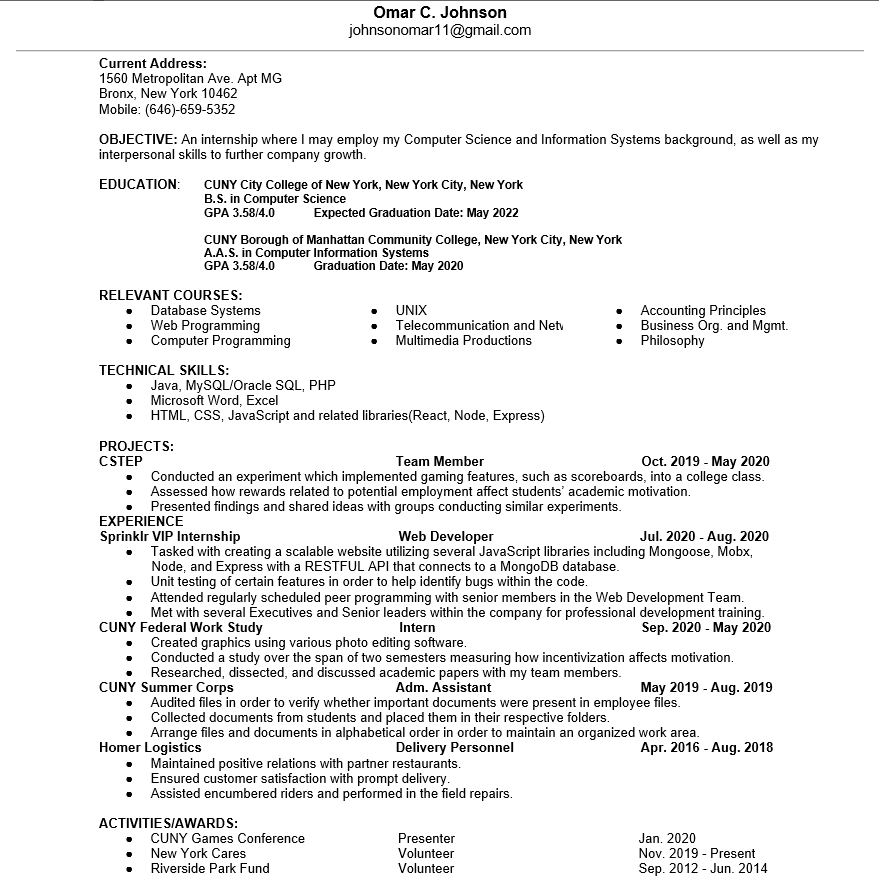 Omar C. Johnson
johnsonomar11@gmail.com
Current Address:
1560 Metropolitan Ave. Apt MG
Bronx, New York 10462
Mobile: (646)-659-5352
OBJECTIVE: An internship where I may employ my Computer Science and Information Systems background, as well as my
interpersonal skills to further company growth.
EDUCATION: CUNY City College of New York, New York City, New York
B.S. in Computer Science
GPA 3.58/4.0 Expected Graduation Date: May 2022
CUNY Borough of Manhattan Community College, New York City, New York
A.A.S. in Computer Information Systems
GPA 3.58/4.0 Graduation Date: May 2020
RELEVANT COURSES:
• Database Systems • UNIX • Accounting Principles
• Web Programming • Telecommunication and Netw • Business Org. and Mgmt.
• Computer Programming • Multimedia Productions • Philosophy
TECHNICAL SKILLS:
• Java, MySQL/Oracle SQL, PHP
• Microsoft Word, Excel
• HTML, CSS, JavaScript and related libraries(React, Node, Express)
PROJECTS:
CSTEP Team Member Oct. 2019 - May 2020
• Conducted an experiment which implemented gaming features, such as scoreboards, into a college class.
• Assessed how rewards related to potential employment affect students' academic motivation.
• Presented findings and shared ideas with groups conducting similar experiments.
EXPERIENCE
Sprinklr VIP Internship Web Developer Jul. 2020 - Aug. 2020
• Tasked with creating a scalable website utilizing several JavaScript libraries including Mongoose, Mobx,
Node, and Express with a RESTFUL API that connects to a MongoDB database.
• Unit testing of certain features in order to help identify bugs within the code.
• Attended regularly scheduled peer programming with senior members in the Web Development Team.
• Met with several Executives and Senior leaders within the company for professional development training.
CUNY Federal Work Study Intern Sep. 2020 - May 2020
• Created graphics using various photo editing software.
• Conducted a study over the span of two semesters measuring how incentivization affects motivation.
• Researched, dissected, and discussed academic papers with my team members.
CUNY Summer Corps Adm. Assistant May 2019 - Aug. 2019
• Audited files in order to verify whether important documents were present in employee files.
• Collected documents from students and placed them in their respective folders.
• Arrange files and documents in alphabetical order in order to maintain an organized work area.
Homer Logistics Delivery Personnel Apr. 2016 - Aug. 2018
• Maintained positive relations with partner restaurants.
• Ensured customer satisfaction with prompt delivery.
• Assisted encumbered riders and performed in the field repairs.
ACTIVITIES/AWARDS:
• CUNY Games Conference Presenter Jan. 2020
• New York Cares Volunteer Nov. 2019 - Present
• Riverside Park Fund Volunteer Sep. 2012 - Jun. 2014